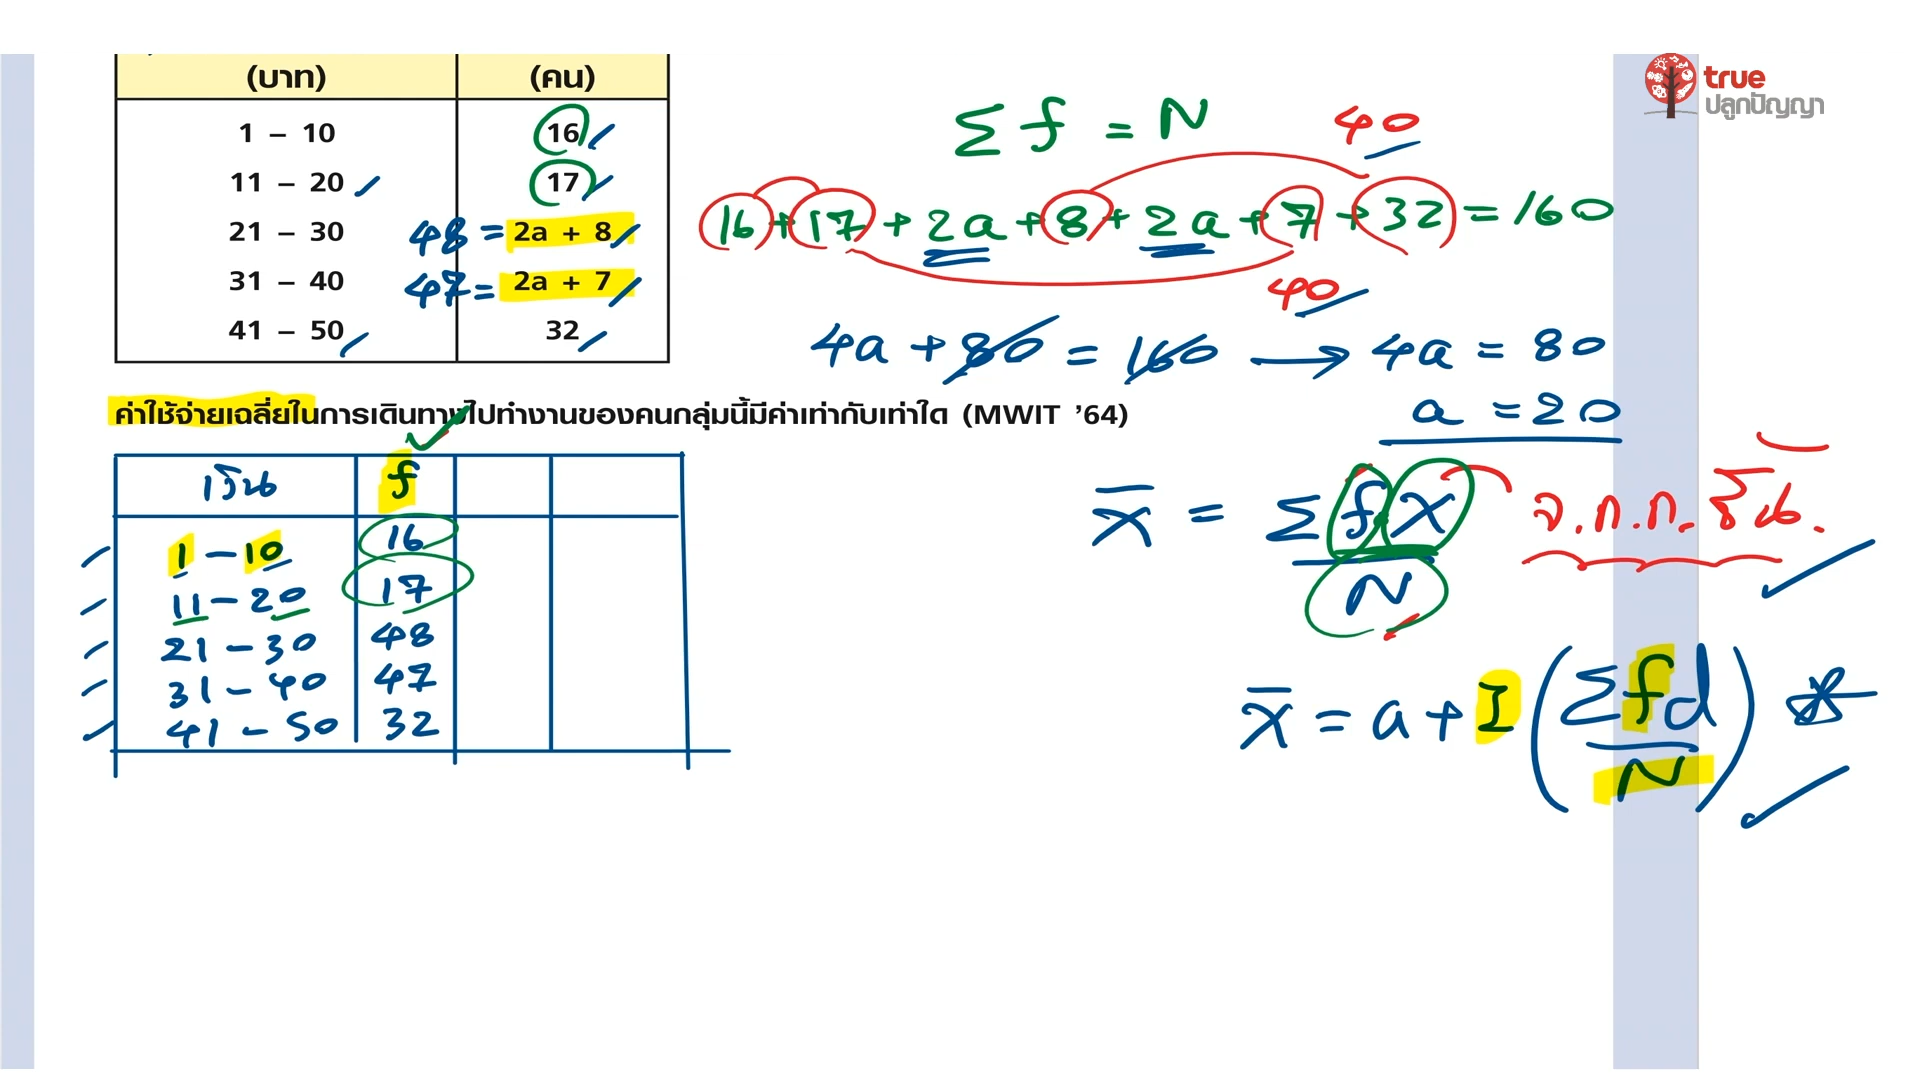 true
ปลูกปัญญา
(บาท) (คน)
1 – 10 16
11 – 20 17
21 – 30 48 = 2a + 8
31 – 40 47 = 2a + 7
41 – 50 32
Σf = N
40
16 + 17 + 2a + 8 + 2a + 7 + 32 = 160
40
4a + 80 = 160 → 4a = 80
a = 20
ค่าใช้จ่ายเฉลี่ยในการเดินทางไปทำงานของคนกลุ่มนี้มีค่าเท่ากับเท่าใด (MWIT ’64)
เงิน f
1 – 10 16
11 – 20 17
21 – 30 48
31 – 40 47
41 – 50 32
x̄ = Σf.x / N
จ.ก.ก. ชั้น.
x̄ = a + I (Σfd / N) *